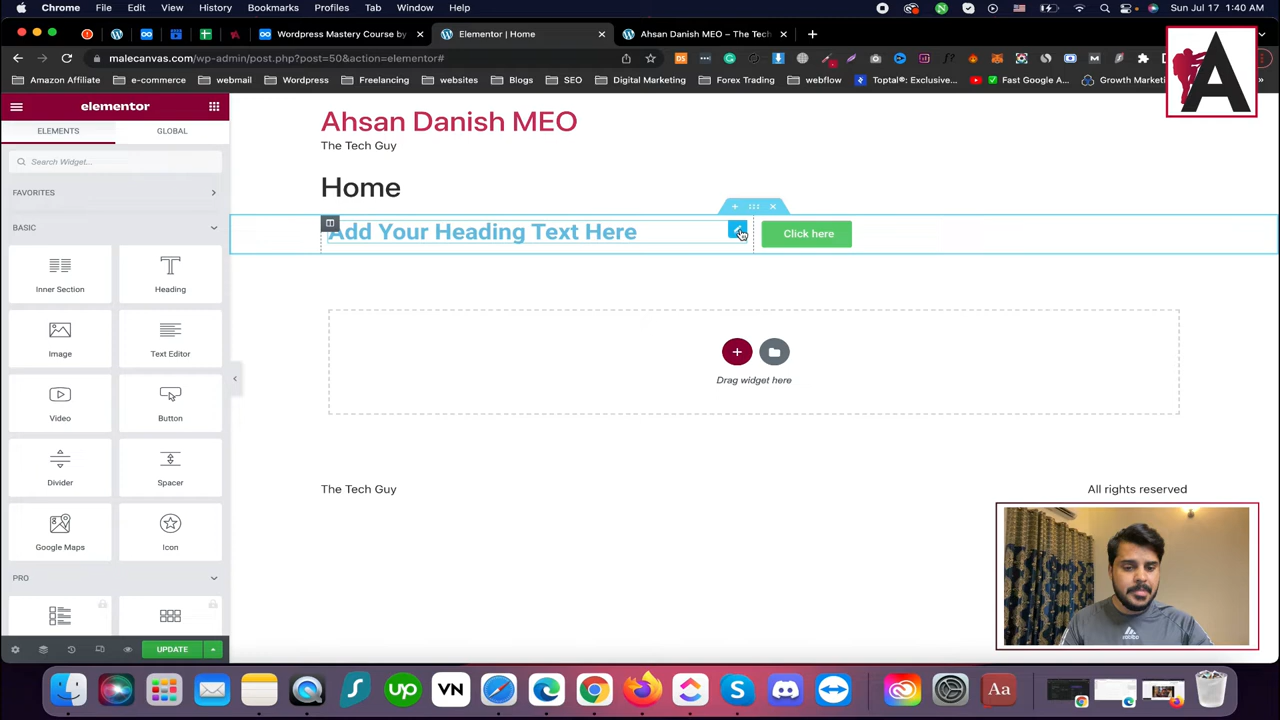 Chrome File Edit View History Bookmarks Profiles Tab Window Help
Sun Jul 17 1:40 AM
Wordpress Mastery Course by
Elementor | Home
Ahsan Danish MEO – The Tech
malecanvas.com/wp-admin/post.php?post=50&action=elementor#
Amazon Affiliate
e-commerce
webmail
Wordpress
Freelancing
websites
Blogs
SEO
Digital Marketing
Forex Trading
webflow
Toptal®: Exclusive...
Fast Google A
Growth Market
A
elementor
ELEMENTS
GLOBAL
Search Widget...
FAVORITES
BASIC
Inner Section
Heading
Image
Text Editor
Video
Button
Divider
Spacer
Google Maps
Icon
PRO
UPDATE
Ahsan Danish MEO
The Tech Guy
Home
Add Your Heading Text Here
Click here
Drag widget here
The Tech Guy
All rights reserved
up
VN
Aa